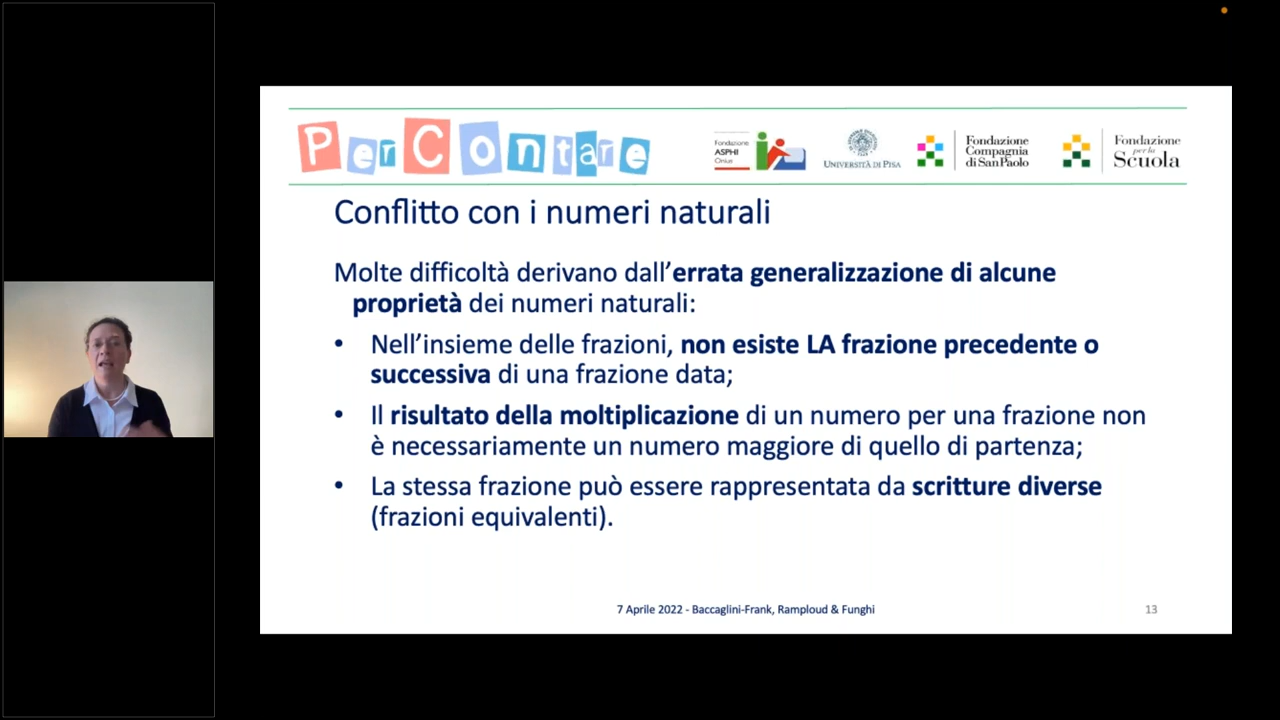 PerContare
Fondazione
ASPHI
Onlus
UNIVERSITÀ DI PISA
Fondazione
Compagnia
di San Paolo
Fondazione
per la
Scuola
Conflitto con i numeri naturali
Molte difficoltà derivano dall'errata generalizzazione di alcune
proprietà dei numeri naturali:
• Nell'insieme delle frazioni, non esiste LA frazione precedente o
successiva di una frazione data;
• Il risultato della moltiplicazione di un numero per una frazione non
è necessariamente un numero maggiore di quello di partenza;
• La stessa frazione può essere rappresentata da scritture diverse
(frazioni equivalenti).
7 Aprile 2022 - Baccaglini-Frank, Ramploud & Funghi
13